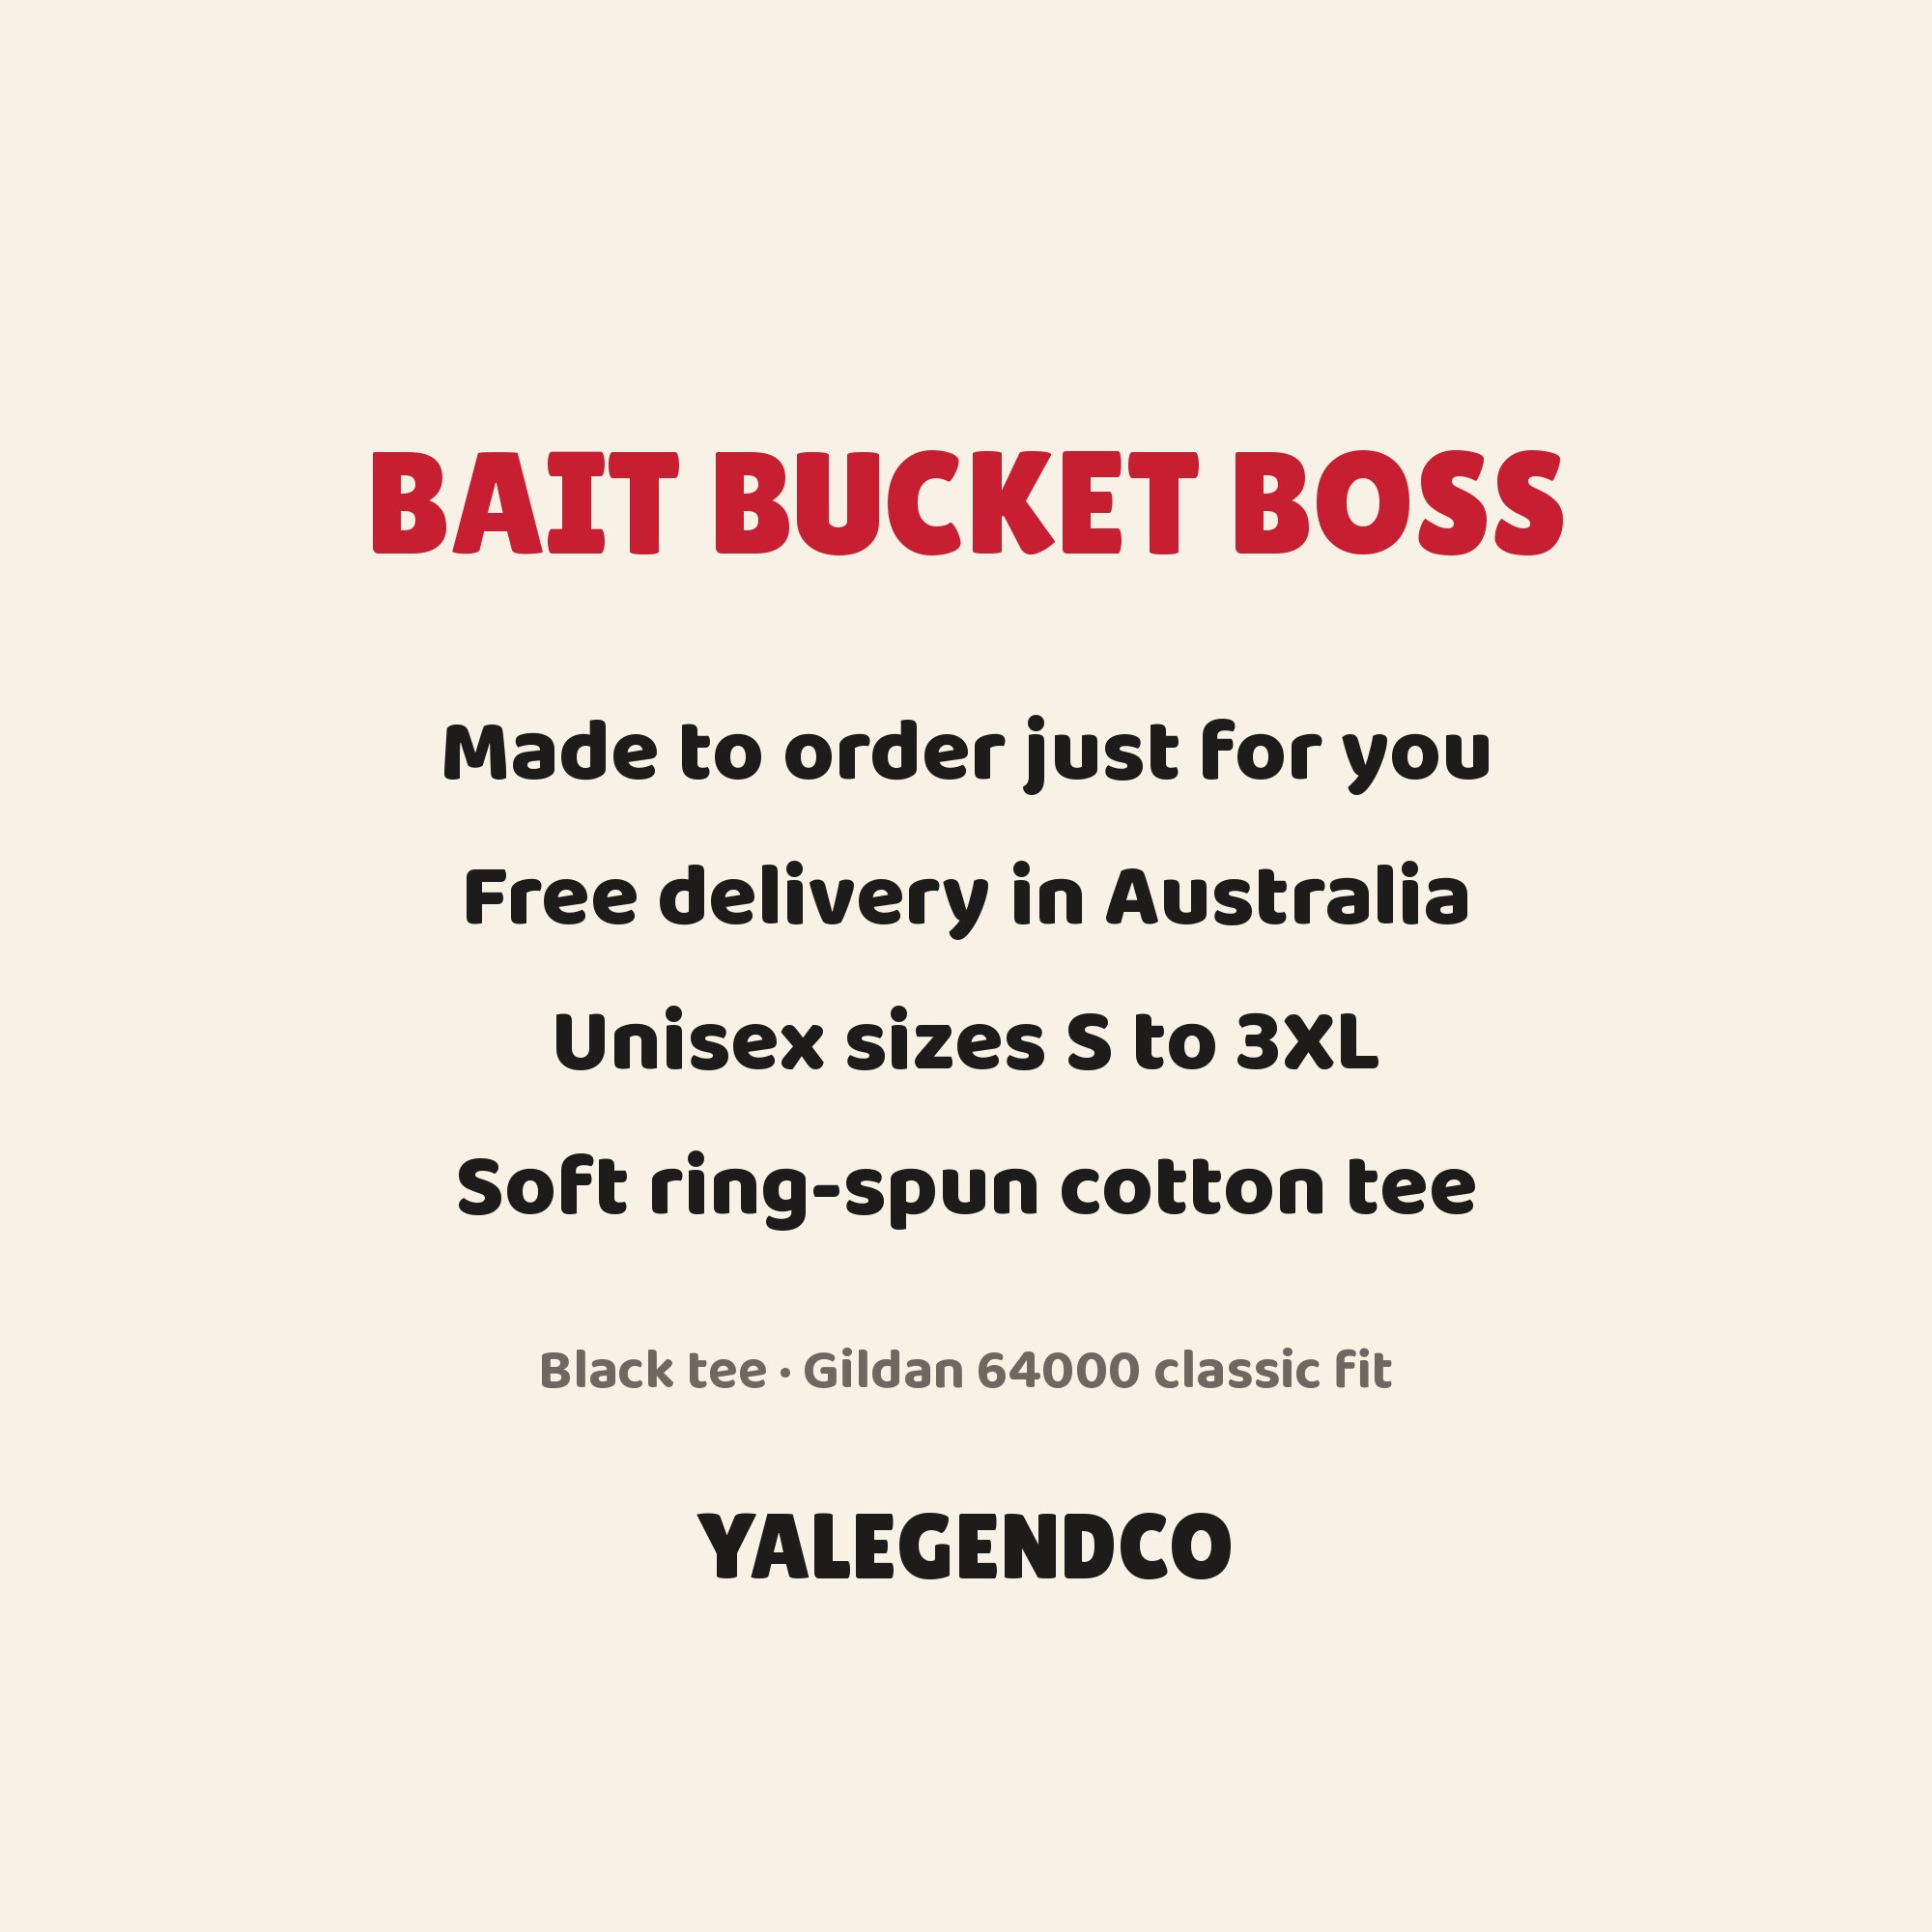 BAIT BUCKET BOSS
Made to order just for you
Free delivery in Australia
Unisex sizes S to 3XL
Soft ring-spun cotton tee
Black tee • Gildan 64000 classic fit
YALEGENDCO